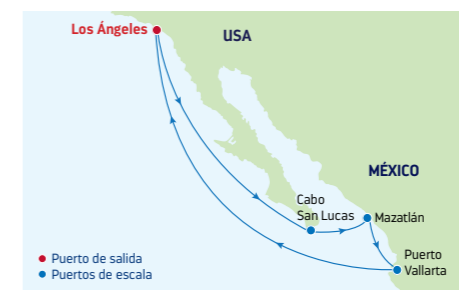 Los Ángeles
USA
MÉXICO
Cabo
San Lucas
Mazatlán
Puerto
Vallarta
Puerto de salida
Puertos de escala